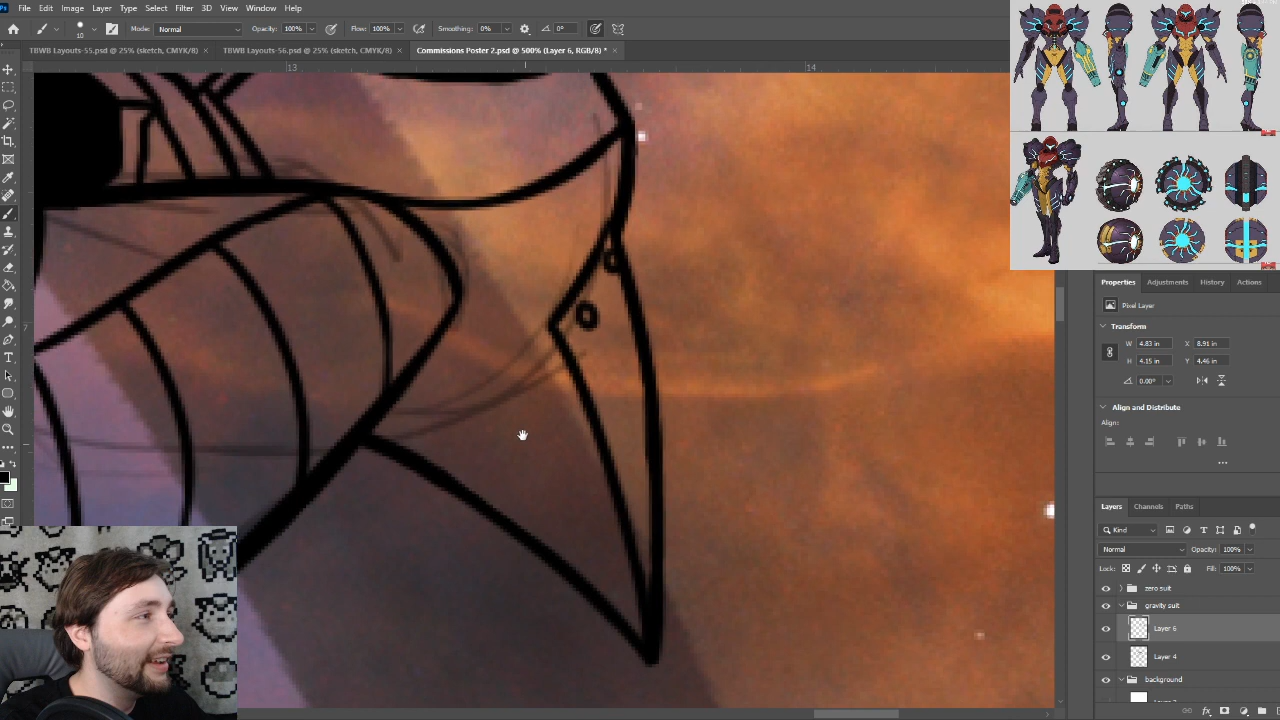 File Edit Image Layer Type Select Filter 3D View Window Help
10 Mode: Normal Opacity: 100% Flow: 100% Smoothing: 0% 0°
TBWB Layouts-55.psd @ 25% (sketch, CMYK/8) × TBWB Layouts-56.psd @ 25% (sketch, CMYK/8) × Commissions Poster 2.psd @ 500% (Layer 6, RGB/8) * ×
13 14
7
Properties Adjustments History Actions
Pixel Layer
Transform
W 4.83 in X 8.91 in
H 4.15 in Y 4.46 in
0.00°
Align and Distribute
Align:
...
Layers Channels Paths
Kind
Normal Opacity: 100%
Lock: Fill: 100%
zero suit
gravity suit
Layer 6
Layer 4
background
fx